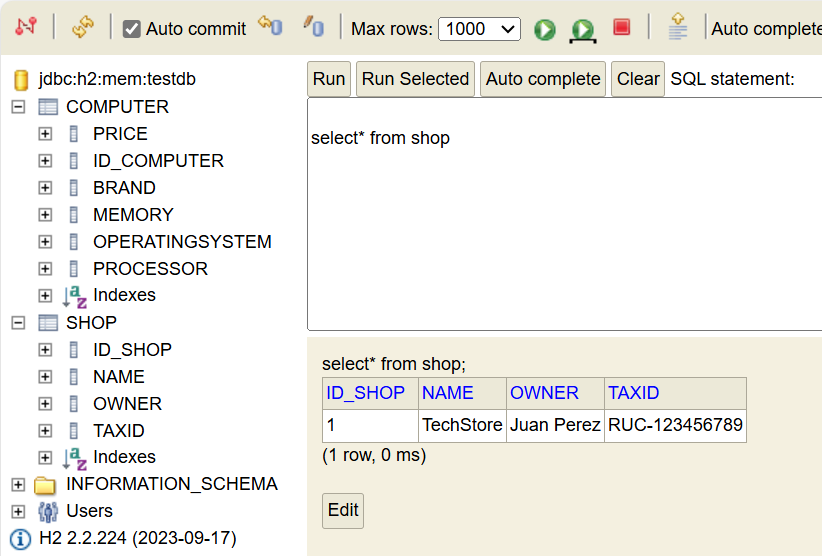 Auto commit Max rows: 1000 Auto complete
jdbc:h2:mem:testdb
COMPUTER
PRICE
ID_COMPUTER
BRAND
MEMORY
OPERATINGSYSTEM
PROCESSOR
Indexes
SHOP
ID_SHOP
NAME
OWNER
TAXID
Indexes
INFORMATION_SCHEMA
Users
H2 2.2.224 (2023-09-17)
Run Run Selected Auto complete Clear SQL statement:
select* from shop
select* from shop;
ID_SHOP NAME OWNER TAXID
1 TechStore Juan Perez RUC-123456789
(1 row, 0 ms)
Edit